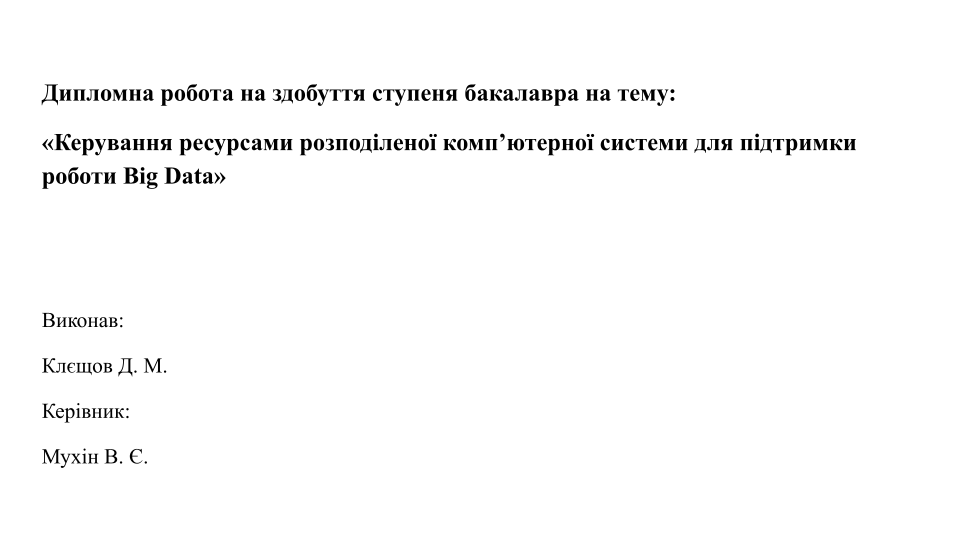 Дипломна робота на здобуття ступеня бакалавра на тему:
«Керування ресурсами розподіленої комп’ютерної системи для підтримки
роботи Big Data»
Виконав:
Клєщов Д. М.
Керівник:
Мухін В. Є.